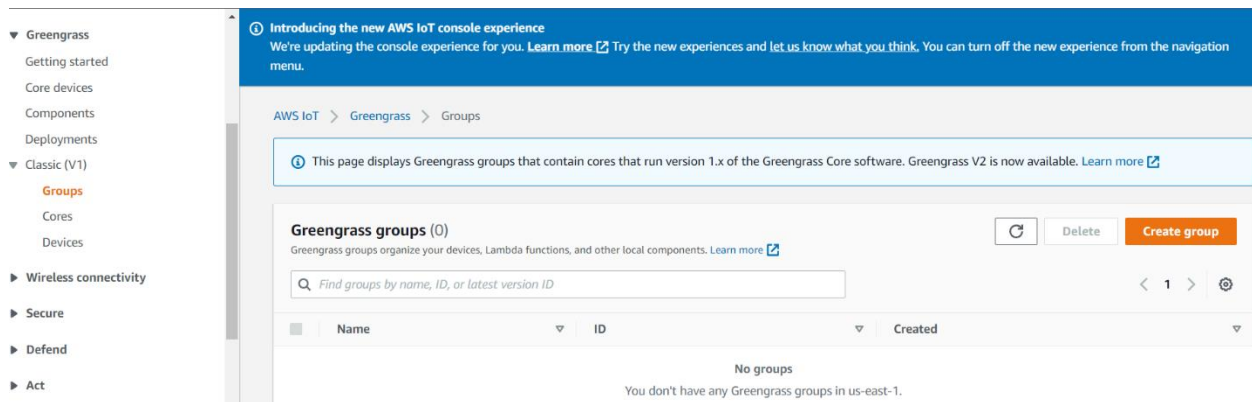 Greengrass
Getting started
Core devices
Components
Deployments
Classic (V1)
Groups
Cores
Devices
Wireless connectivity
Secure
Defend
Act
Introducing the new AWS IoT console experience
We're updating the console experience for you. Learn more Try the new experiences and let us know what you think. You can turn off the new experience from the navigation
menu.
AWS IoT > Greengrass > Groups
This page displays Greengrass groups that contain cores that run version 1.x of the Greengrass Core software. Greengrass V2 is now available. Learn more
Greengrass groups (0)
Delete
Create group
Greengrass groups organize your devices, Lambda functions, and other local components. Learn more
Find groups by name, ID, or latest version ID
< 1 >
Name ID Created
No groups
You don't have any Greengrass groups in us-east-1.